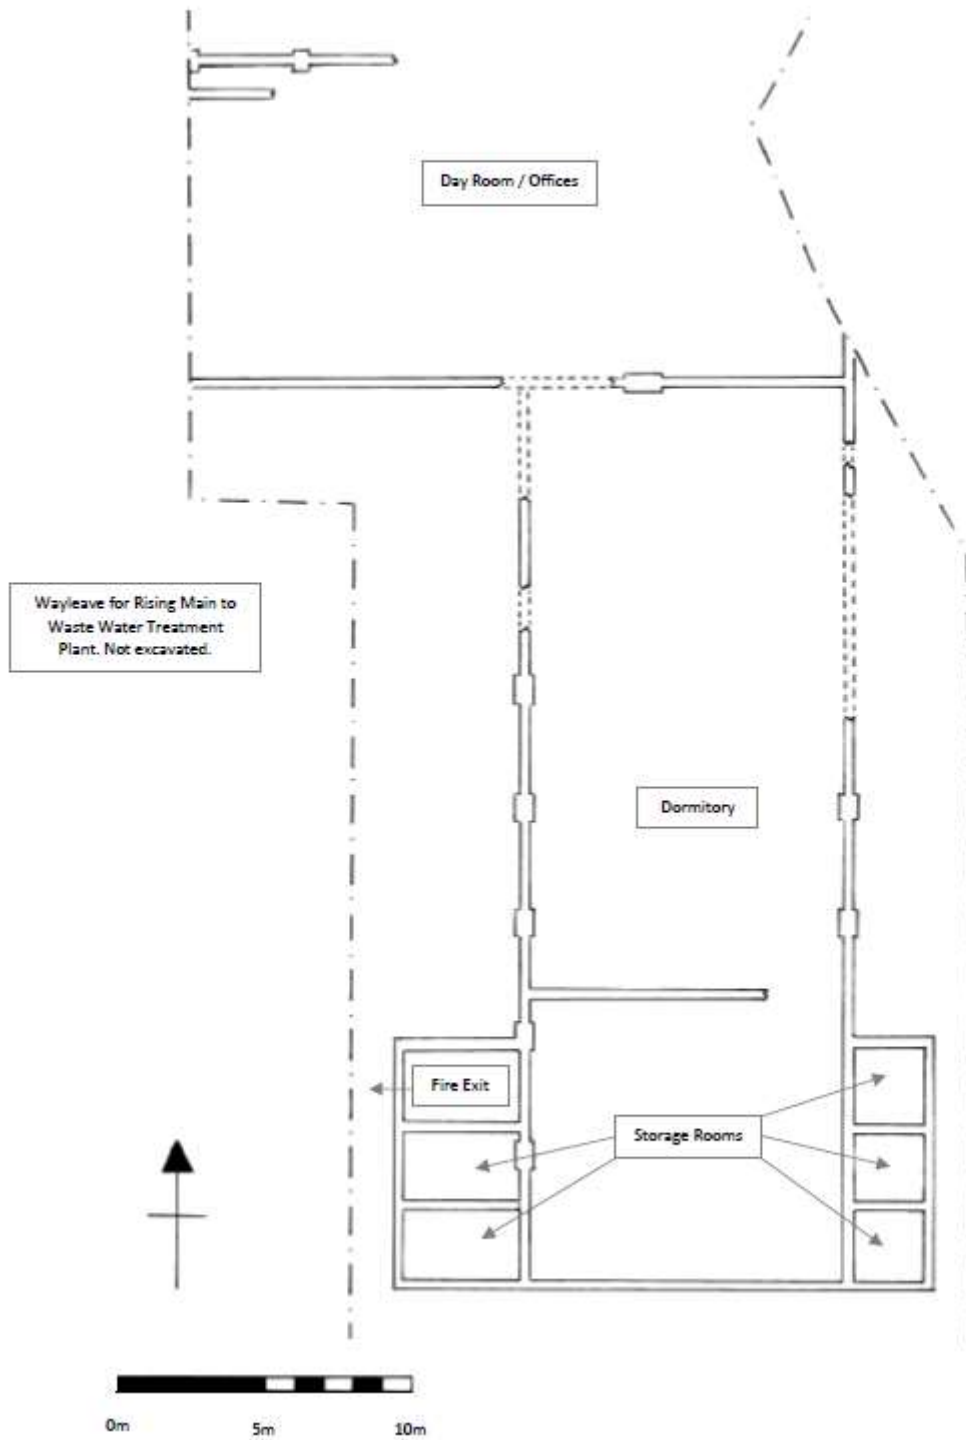 Day Room / Offices
Wayleave for Rising Main to
Waste Water Treatment
Plant. Not excavated.
Dormitory
Fire Exit
Storage Rooms
0m
5m
10m